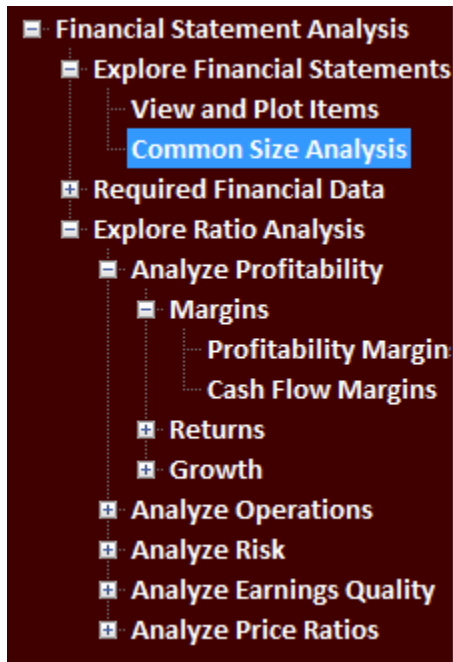 Financial Statement Analysis
Explore Financial Statements
View and Plot Items
Common Size Analysis
Required Financial Data
Explore Ratio Analysis
Analyze Profitability
Margins
Profitability Margin
Cash Flow Margins
Returns
Growth
Analyze Operations
Analyze Risk
Analyze Earnings Quality
Analyze Price Ratios